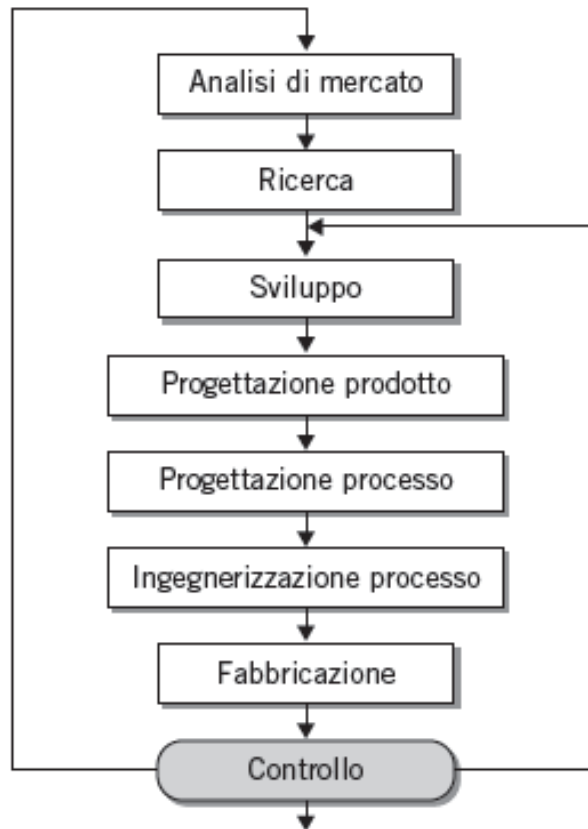 Analisi di mercato
Ricerca
Sviluppo
Progettazione prodotto
Progettazione processo
Ingegnerizzazione processo
Fabbricazione
Controllo